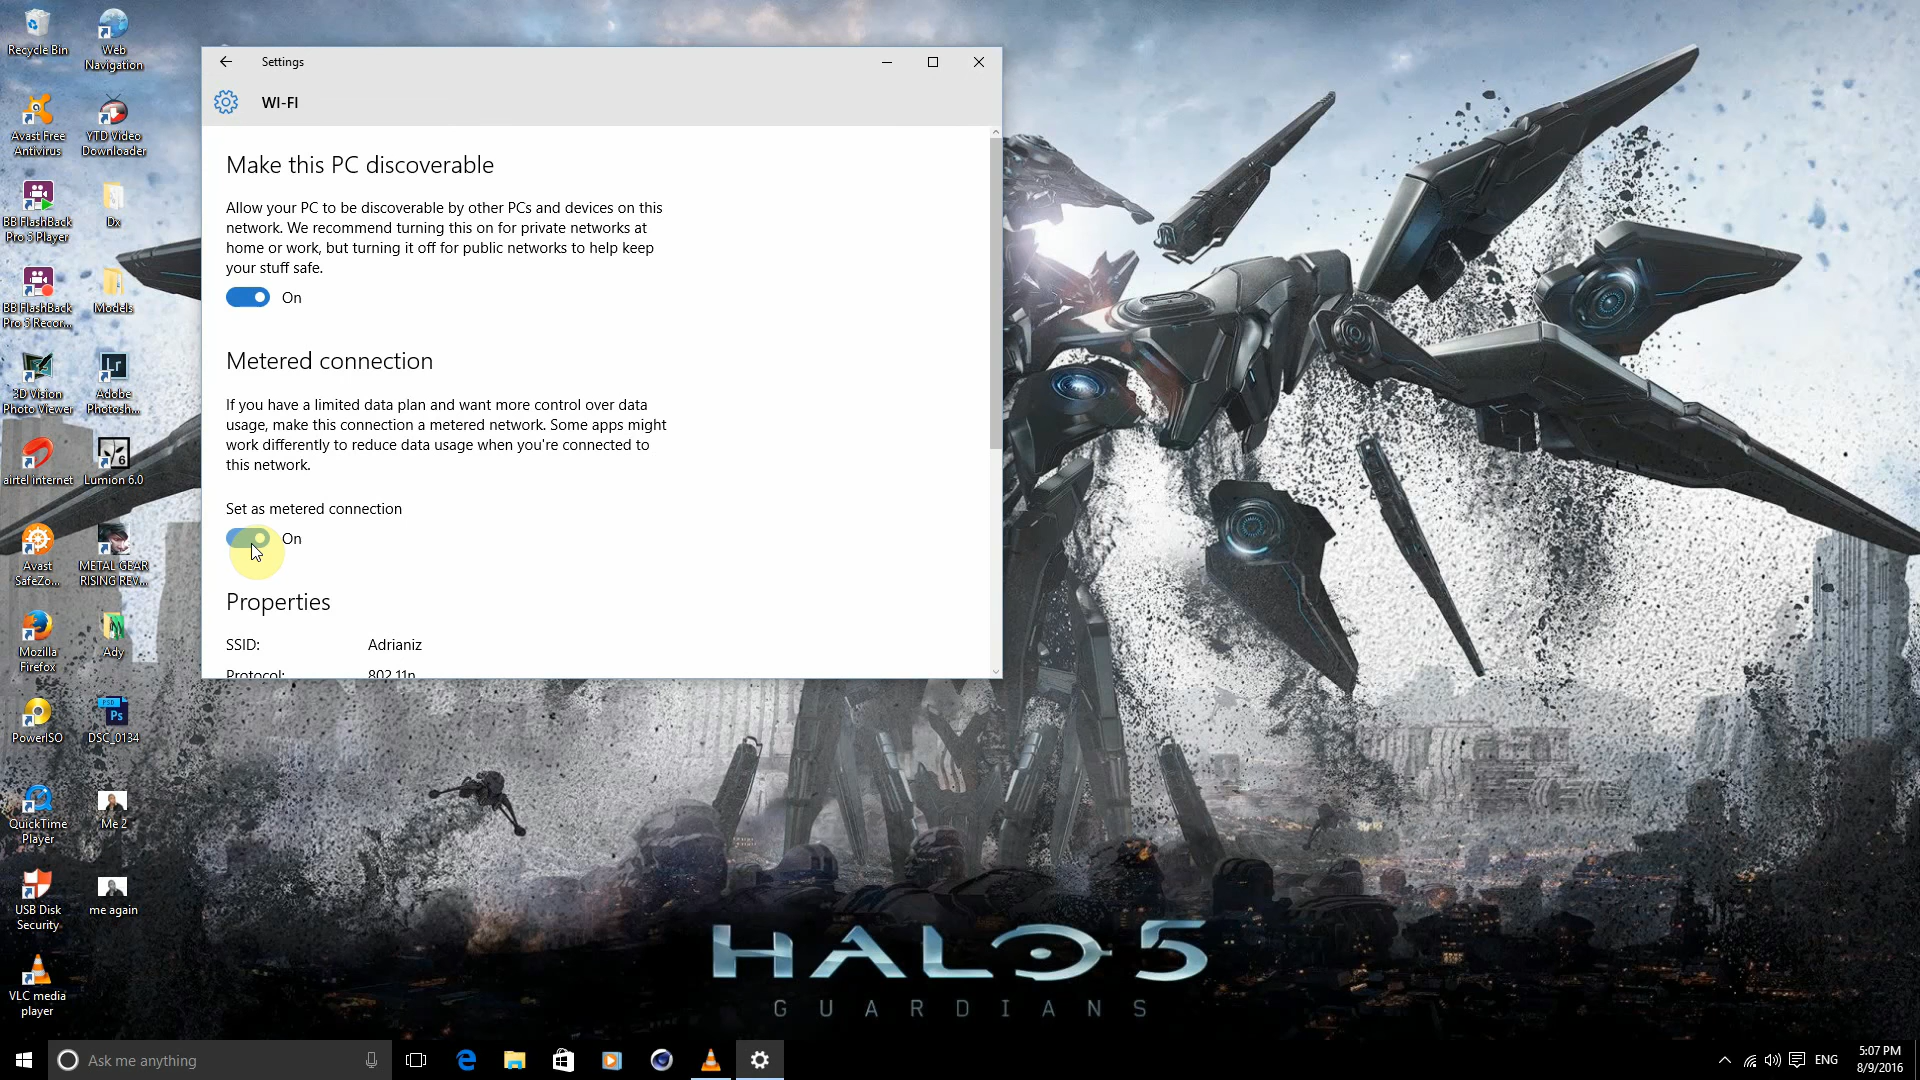 Recycle Bin
Web
Navigation
Avast Free
Antivirus
YTD Video
Downloader
BB FlashBack
Pro 5 Player
Dx
BB FlashBack
Pro 5 Recor...
Models
3D Vision
Photo Viewer
Lr
Adobe
Photosh...
airtel internet
6
Lumion 6.0
Avast
SafeZo...
METAL GEAR
RISING REV...
Mozilla
Firefox
Ady
PowerISO
PSD
Ps
DSC_0134
QuickTime
Player
Me 2
USB Disk
Security
me again
VLC media
player
Settings
WI-FI
Make this PC discoverable
Allow your PC to be discoverable by other PCs and devices on this
network. We recommend turning this on for private networks at
home or work, but turning it off for public networks to help keep
your stuff safe.
On
Metered connection
If you have a limited data plan and want more control over data
usage, make this connection a metered network. Some apps might
work differently to reduce data usage when you're connected to
this network.
Set as metered connection
On
Properties
SSID: Adrianiz
Protocol: 802.11n
HALO 5
GUARDIANS
Ask me anything
ENG
5:07 PM
8/9/2016